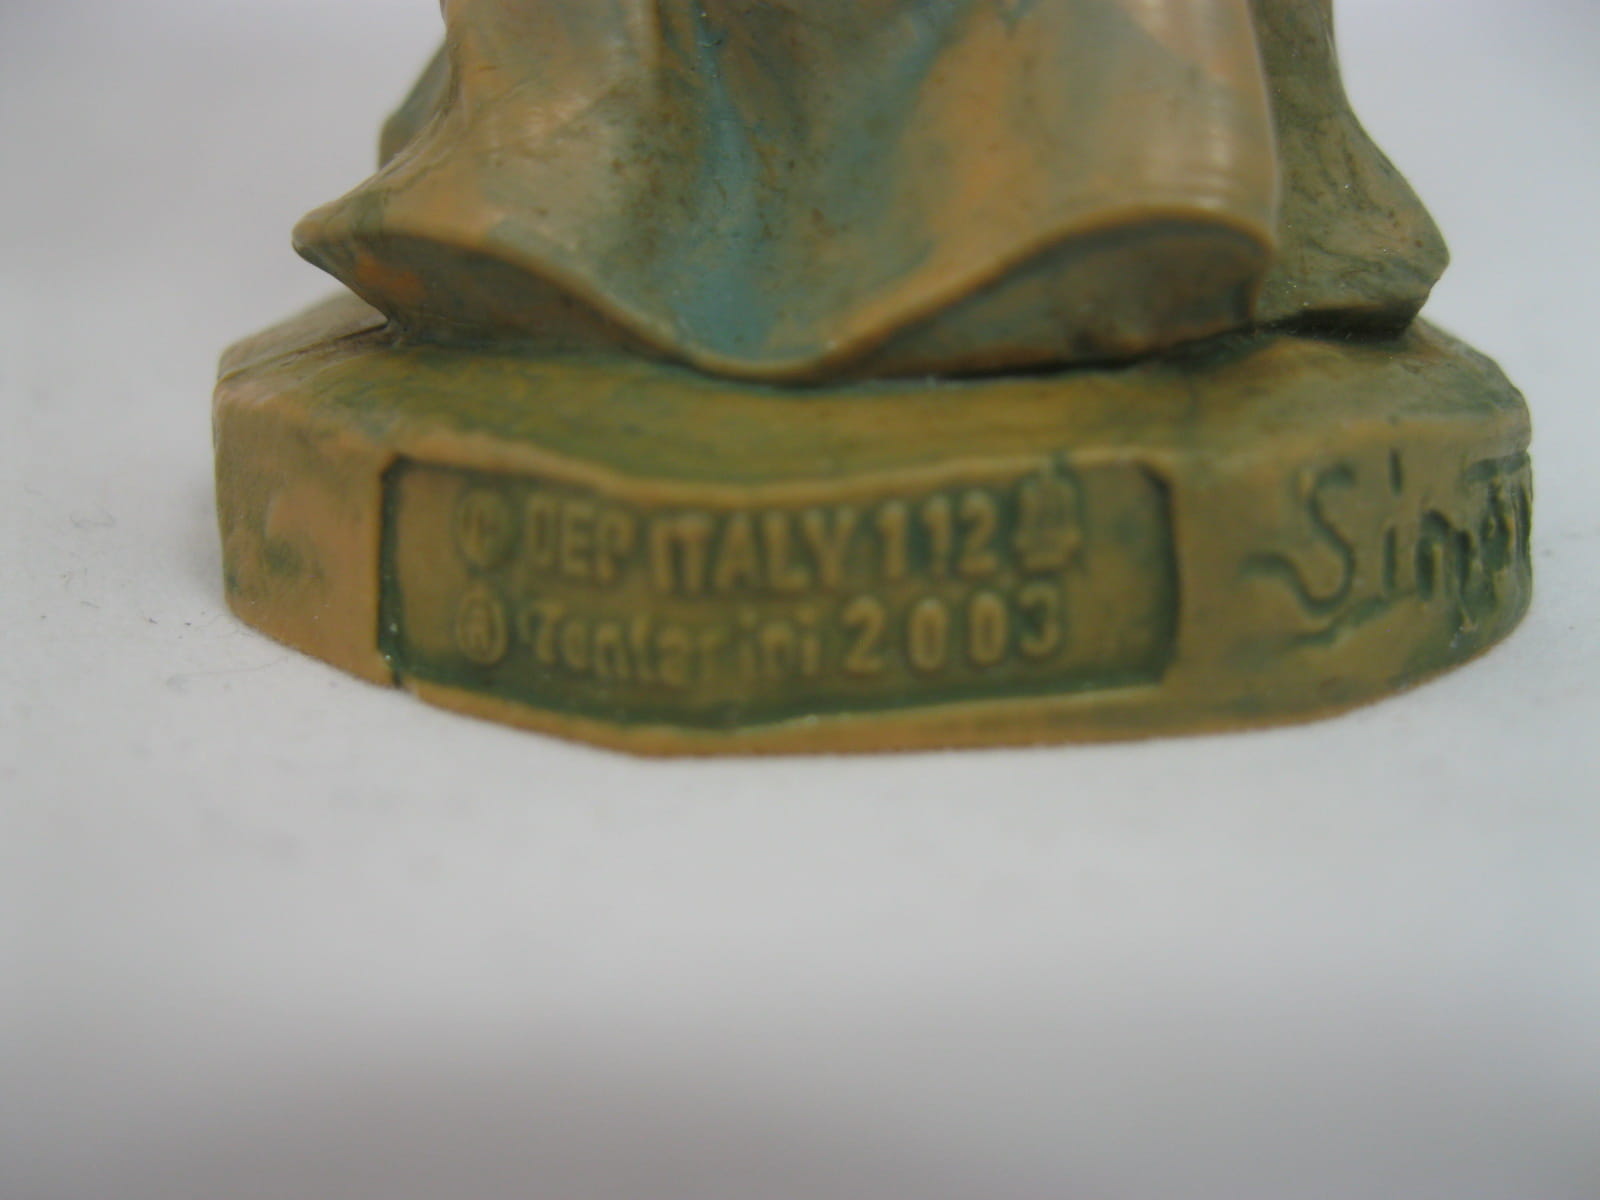 © DEP ITALY 112
® Fontanini 2003